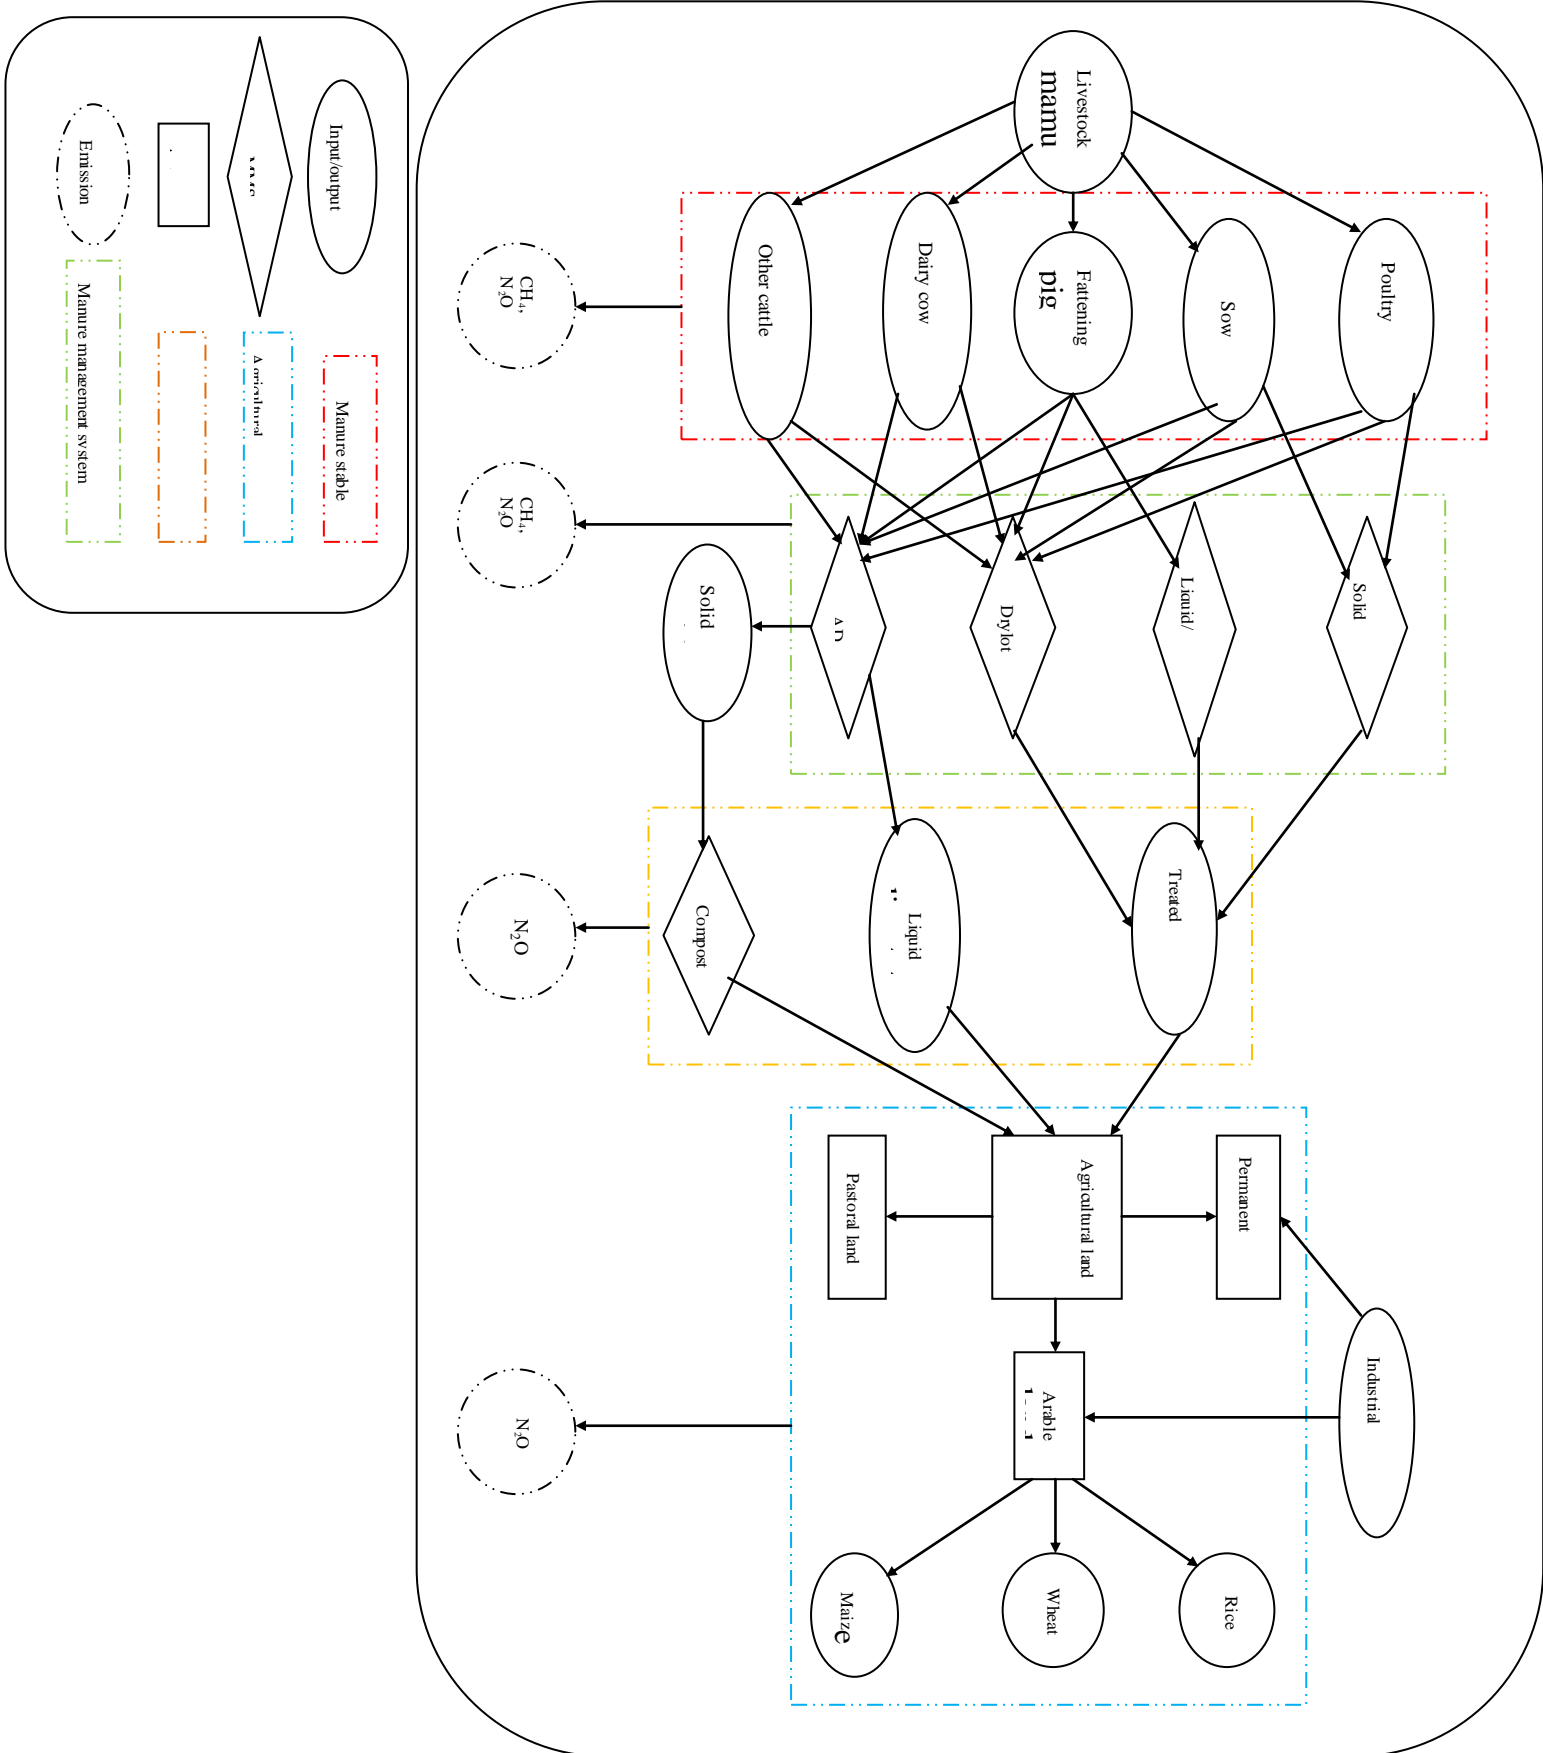 Livestock
mamu
Poultry
Sow
Fattening
pig
Dairy cow
Other cattle
CH₄,
N₂O
Solid
Liquid/
Drylot
CH₄,
N₂O
Solid
Treated
Liquid
Compost
N₂O
Permanent
Agricultural land
Pastoral land
Industrial
Arable
N₂O
Rice
Wheat
Maize
Input/output
Emission
Manure stable
Agricultural
Manure management system